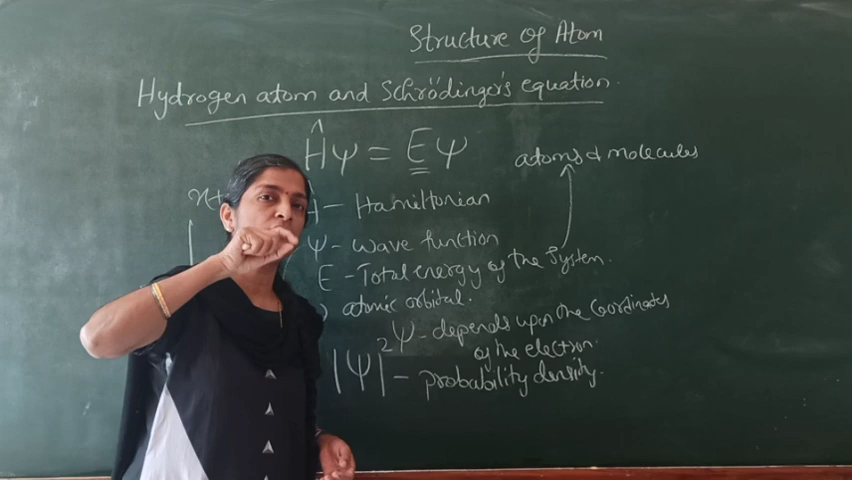 Structure of Atom
Hydrogen atom and Schrödinger's equation.
Ĥψ = Eψ
atoms & molecules
- Hamiltonian
ψ - wave function
E - Total energy of the System.
) atomic orbital.
ψ - depends upon the Coordinates
of the electron.
|ψ|² - probability density.